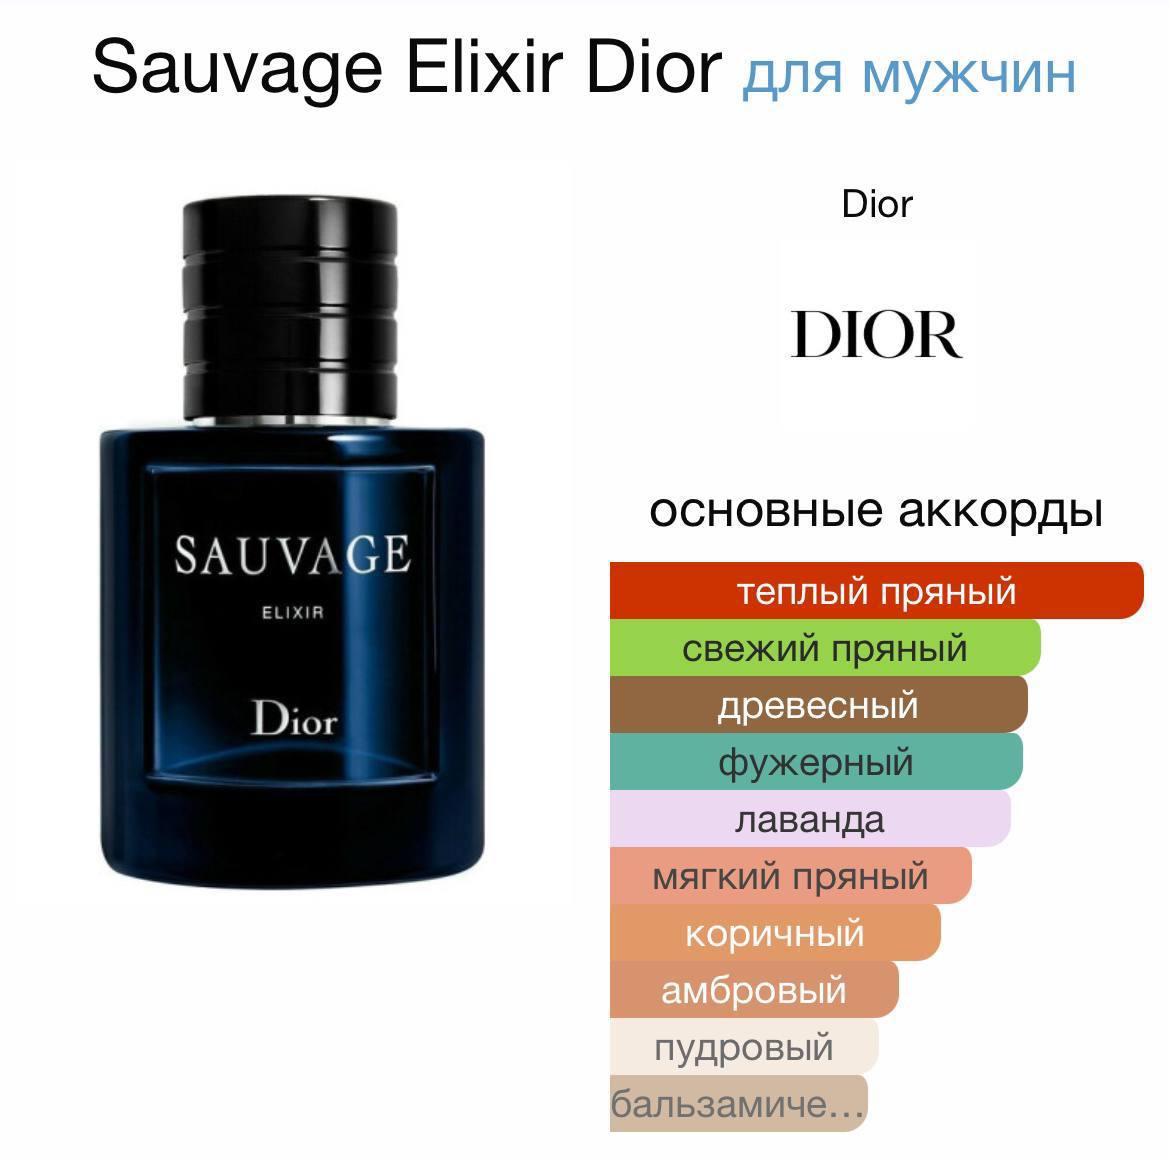 Sauvage Elixir Dior для мужчин
SAUVAGE
ELIXIR
Dior
Dior
DIOR
основные аккорды
теплый пряный
свежий пряный
древесный
фужерный
лаванда
мягкий пряный
коричный
амбровый
пудровый
бальзамиче...